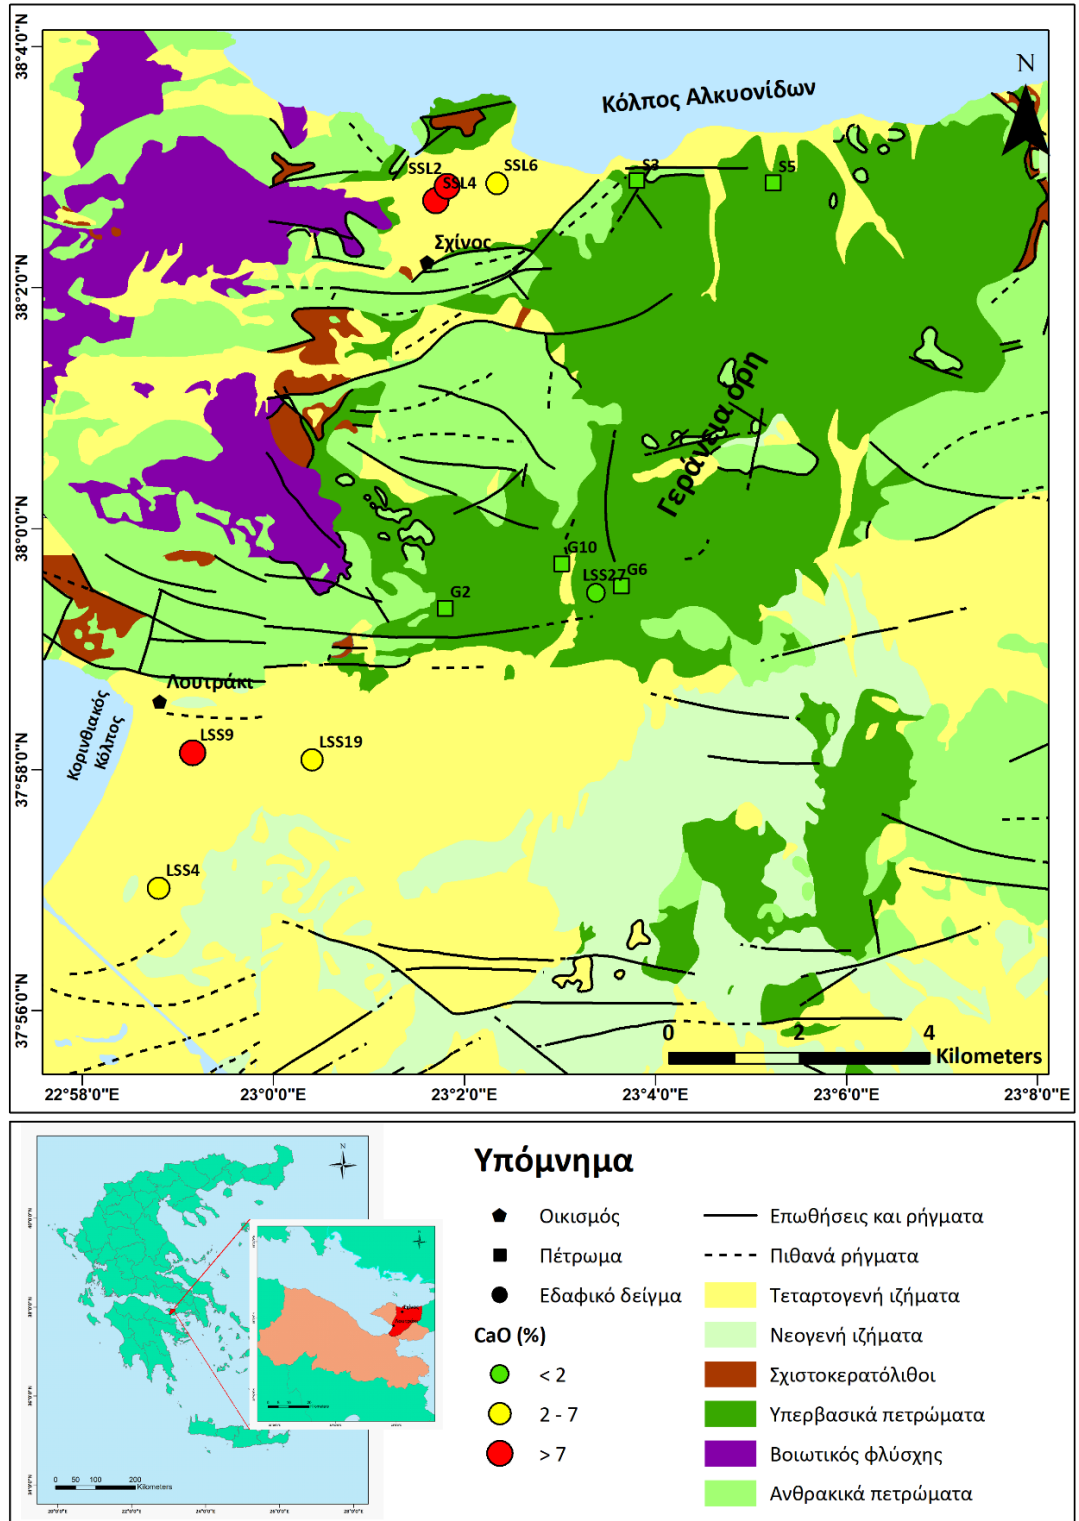 38°4'0"N
38°2'0"N
38°0'0"N
37°58'0"N
37°56'0"N
Κόλπος Αλκυονίδων
N
SSL2
SSL4
SSL6
S3
S5
Σχίνος
Γεράνεια όρη
G10
LSS27
G6
G2
Λουτράκι
Κορινθιακός
Κόλπος
LSS9
LSS19
LSS4
0 2 4
Kilometers
22°58'0"E 23°0'0"E 23°2'0"E 23°4'0"E 23°6'0"E 23°8'0"E
N
0 50 100 200
Kilometers
Υπόμνημα
Οικισμός
Πέτρωμα
Εδαφικό δείγμα
CaO (%)
< 2
2 - 7
> 7
Επωθήσεις και ρήγματα
Πιθανά ρήγματα
Τεταρτογενή ιζήματα
Νεογενή ιζήματα
Σχιστοκερατόλιθοι
Υπερβασικά πετρώματα
Βοιωτικός φλύσχης
Ανθρακικά πετρώματα